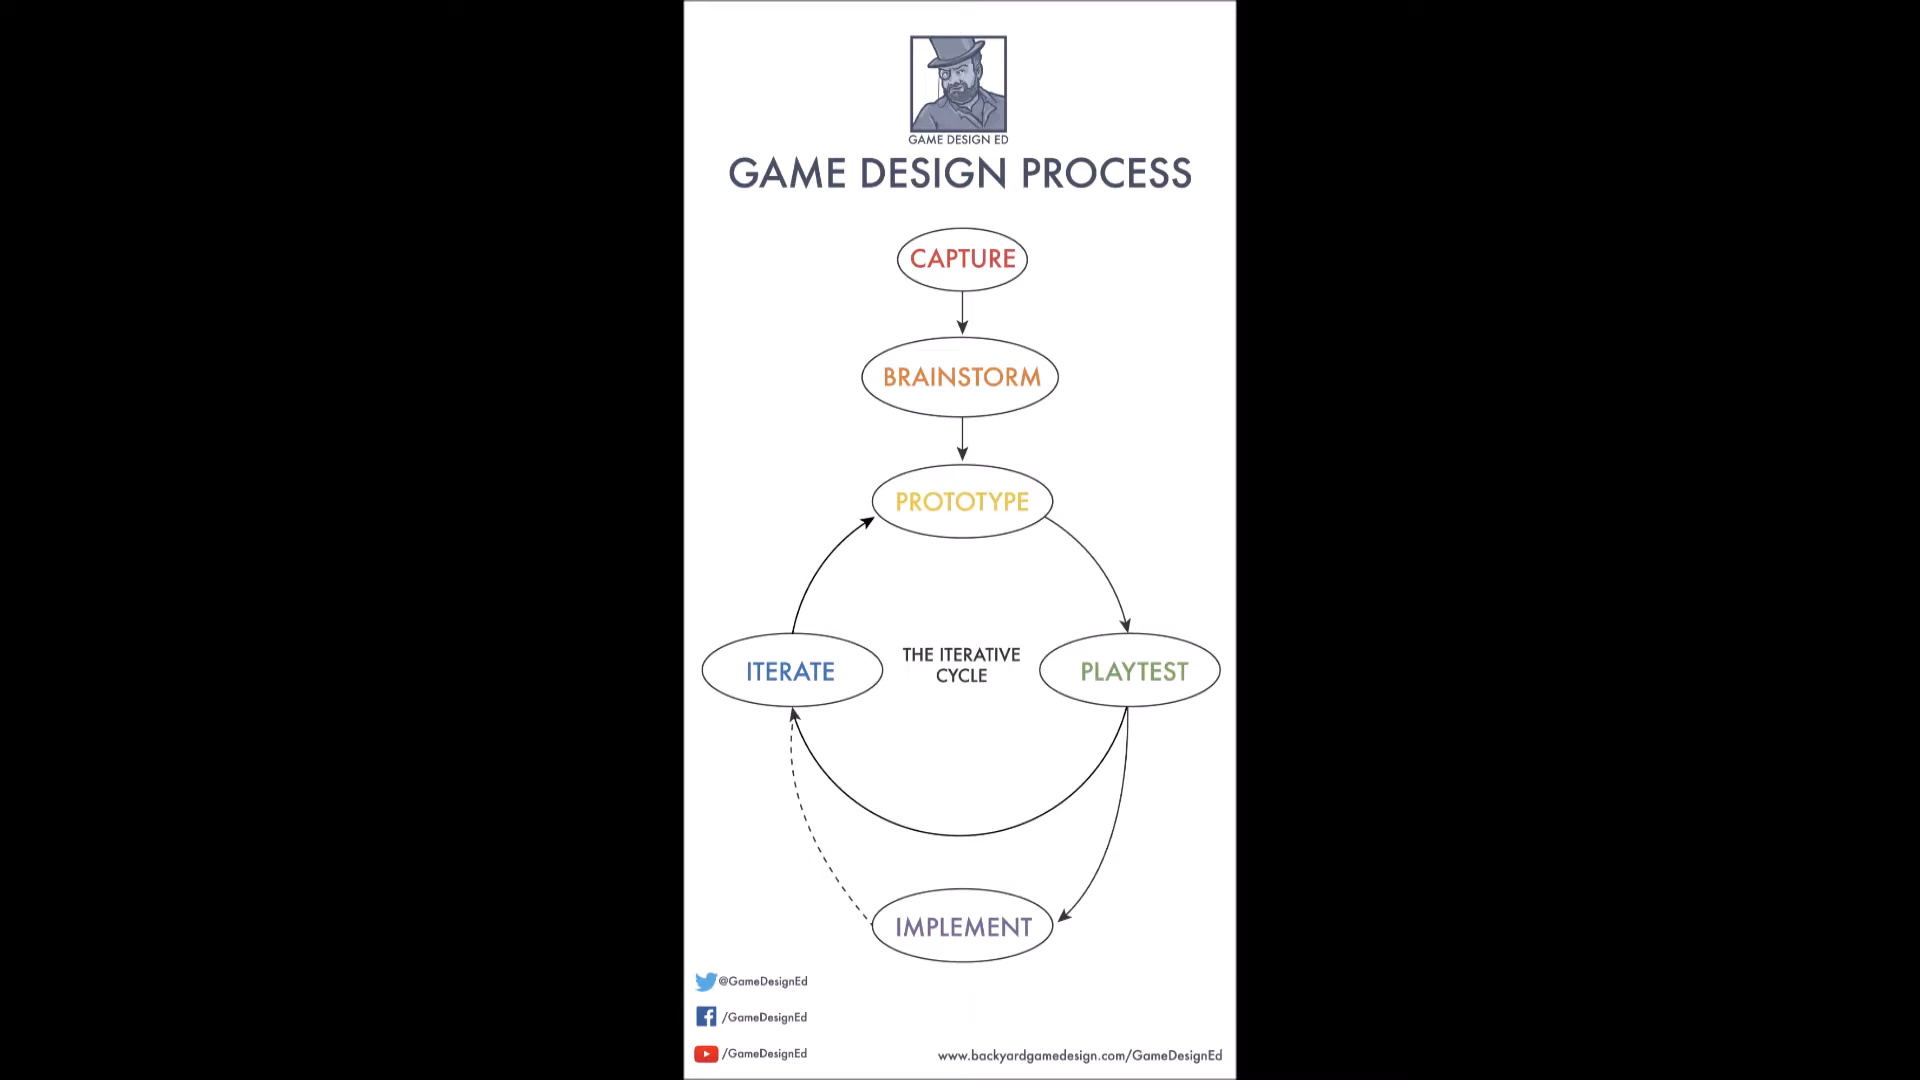 GAME DESIGN ED
GAME DESIGN PROCESS
CAPTURE
BRAINSTORM
PROTOTYPE
ITERATE
THE ITERATIVE
CYCLE
PLAYTEST
IMPLEMENT
@GameDesignEd
/GameDesignEd
/GameDesignEd
www.backyardgamedesign.com/GameDesignEd